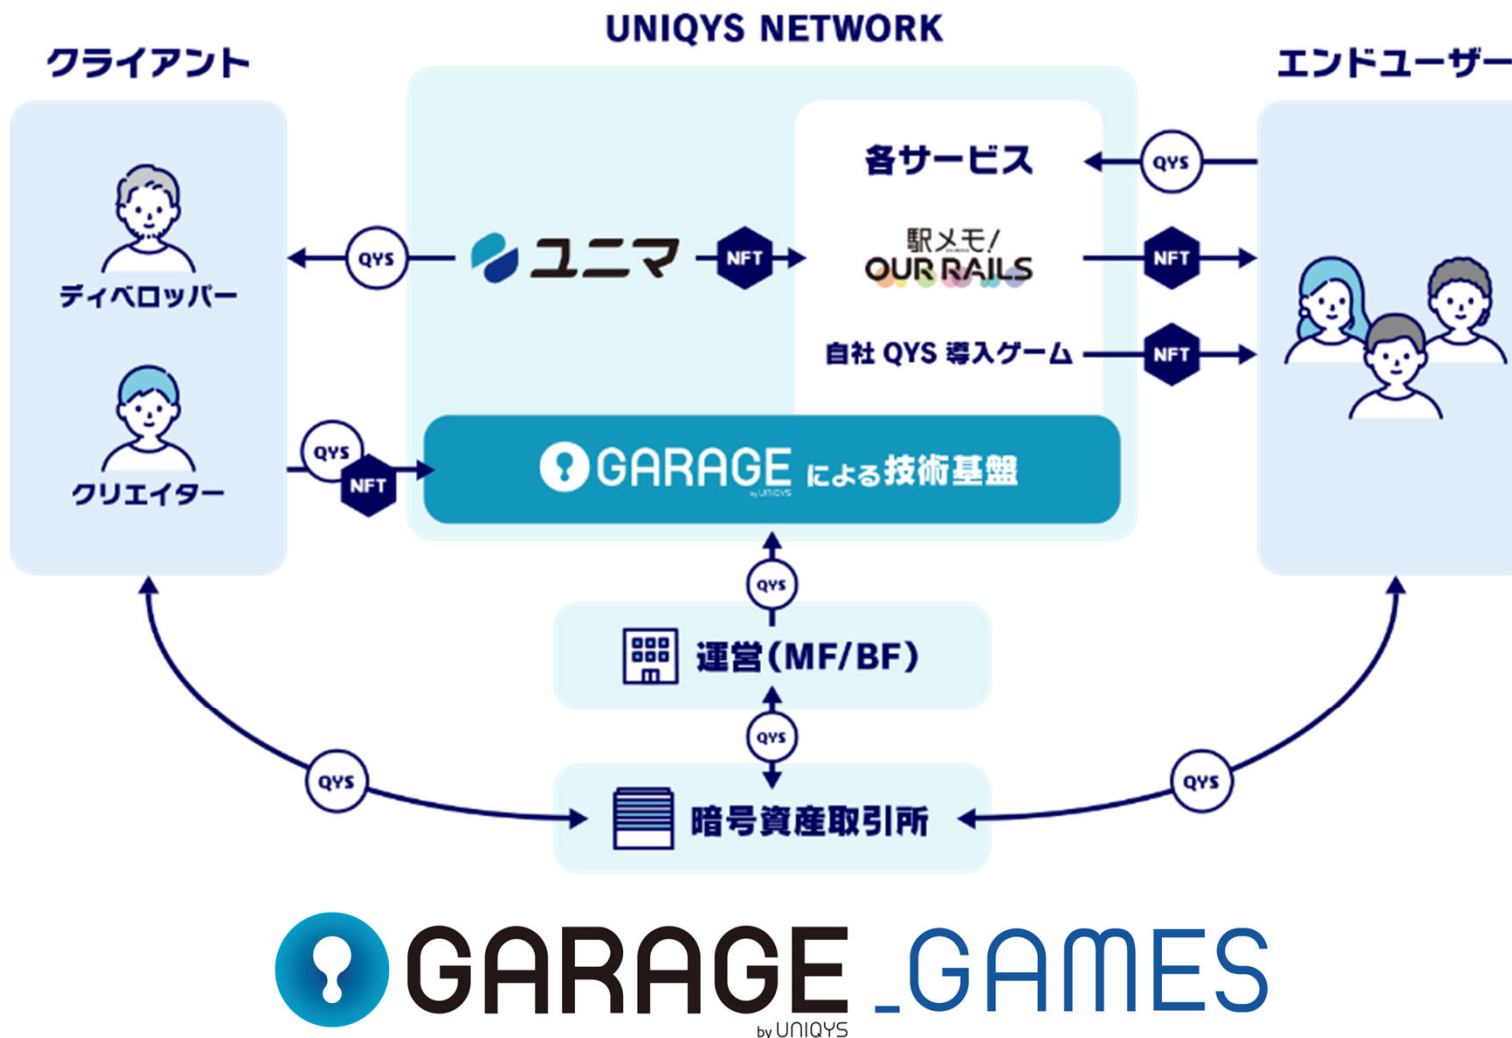 UNIQYS NETWORK
クライアント
エンドユーザー
ディベロッパー
クリエイター
QYS
ユニマ
NFT
各サービス
駅メモ!
OUR RAILS
自社 QYS 導入ゲーム
QYS
NFT
NFT
QYS
NFT
GARAGE による技術基盤
by UNIQYS
QYS
運営(MF/BF)
QYS
暗号資産取引所
QYS
QYS
GARAGE _GAMES
by UNIQYS